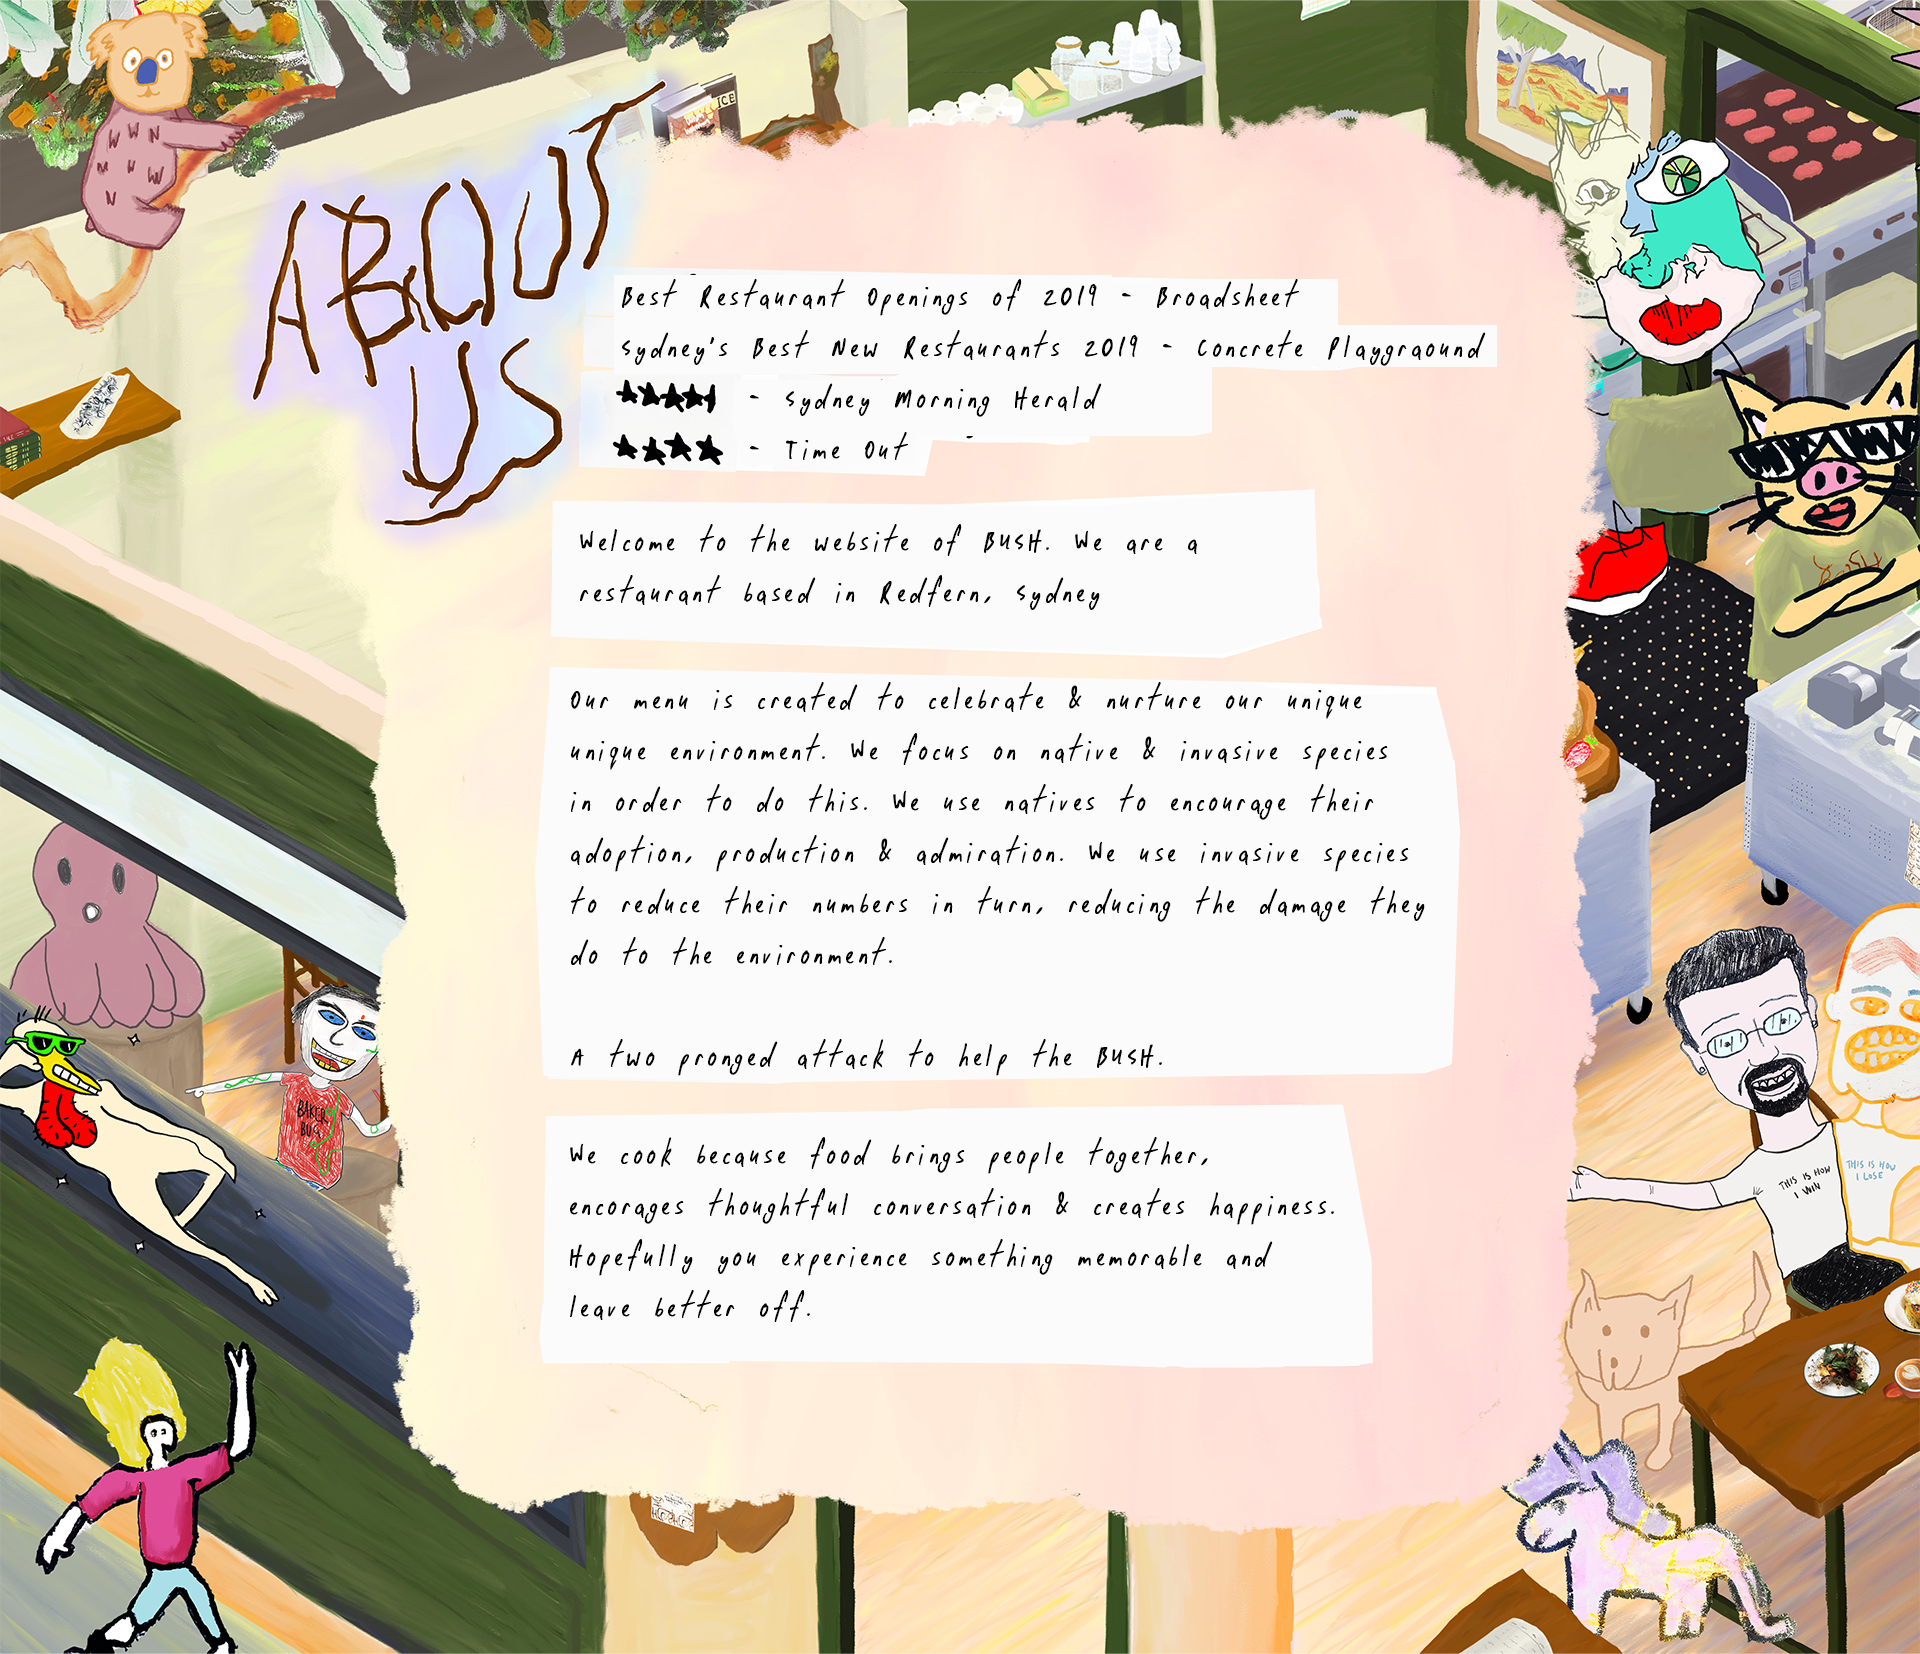 ABOUT
US
Best Restaurant Openings of 2019 - Broadsheet
Sydney's Best New Restaurants 2019 - Concrete Playgraound
★★★★ - Sydney Morning Herald
★★★★ - Time Out
Welcome to the website of BUSH. We are a
restaurant based in Redfern, Sydney
Our menu is created to celebrate & nurture our unique
unique environment. We focus on native & invasive species
in order to do this. We use natives to encourage their
adoption, production & admiration. We use invasive species
to reduce their numbers in turn, reducing the damage they
do to the environment.
A two pronged attack to help the BUSH.
We cook because food brings people together,
encorages thoughtful conversation & creates happiness.
Hopefully you experience something memorable and
leave better off.
BAKER
BUG
THIS IS HOW
I WIN
THIS IS HOW
I LOSE